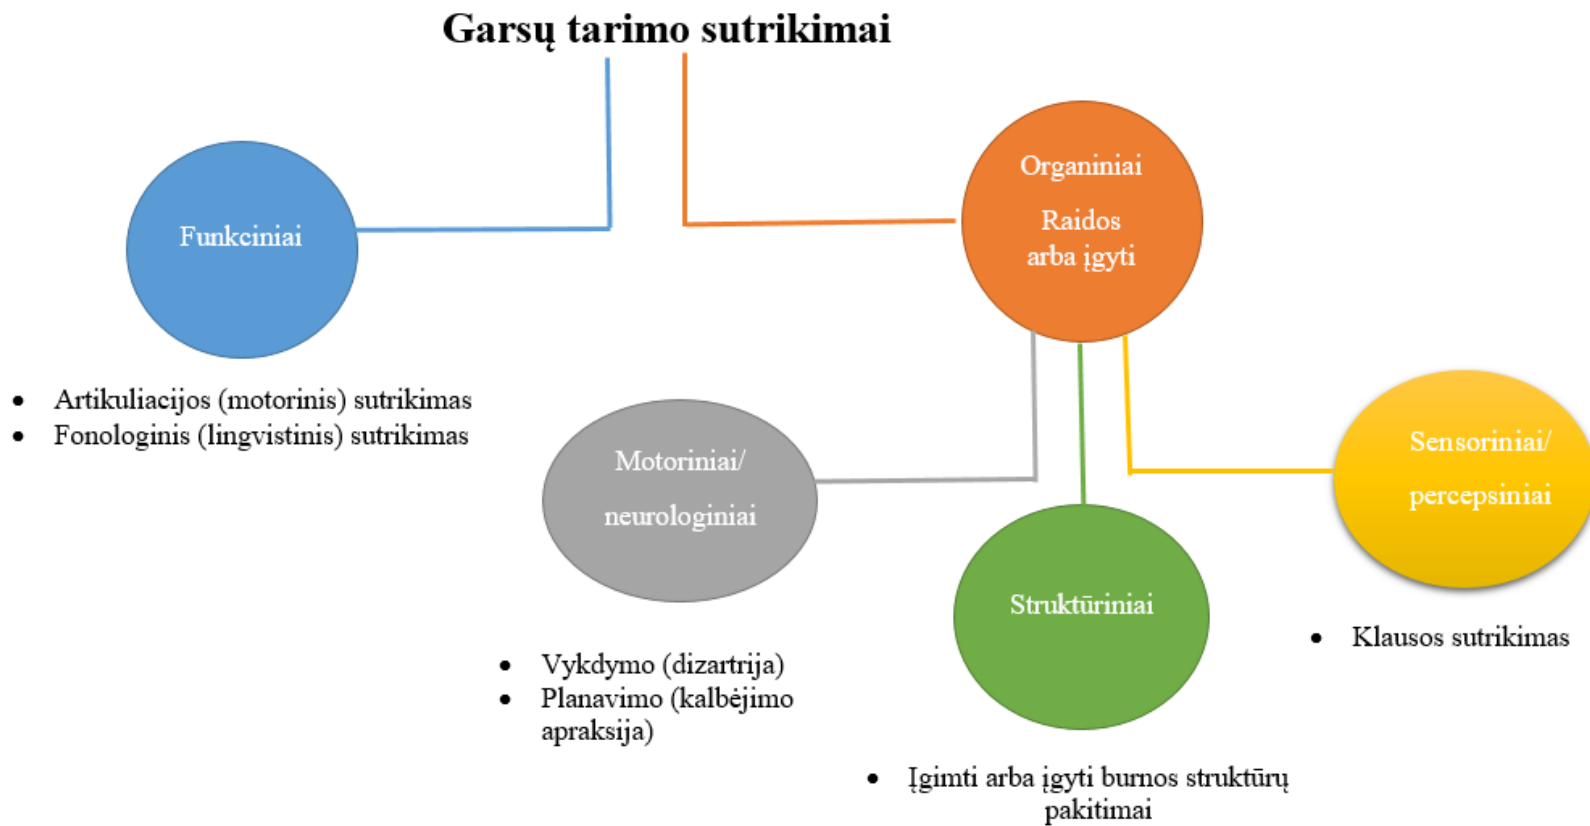 Garsų tarimo sutrikimai
Funkciniai
• Artikuliacijos (motorinis) sutrikimas
• Fonologinis (lingvistinis) sutrikimas
Organiniai
Raidos
arba įgyti
Motoriniai/
neurologiniai
• Vykdymo (dizartrija)
• Planavimo (kalbėjimo
apraksija)
Struktūriniai
• Įgimti arba įgyti burnos struktūrų
pakitimai
Sensoriniai/
percepsiniai
• Klausos sutrikimas